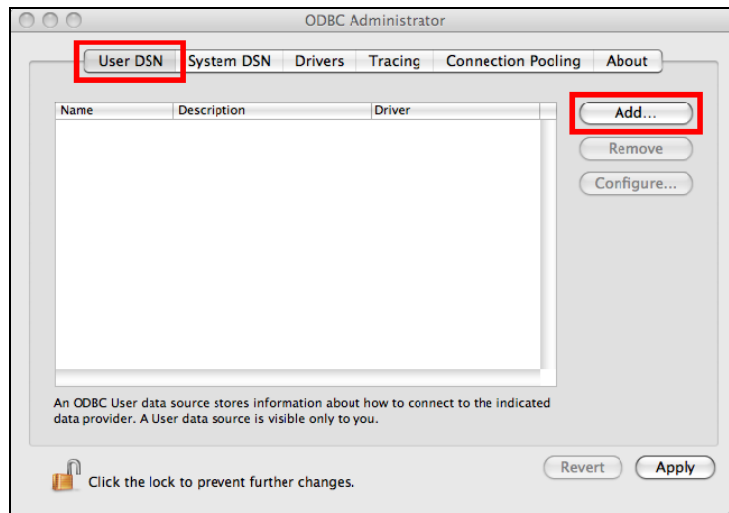 ODBC Administrator
User DSN System DSN Drivers Tracing Connection Pooling About
Name Description Driver
Add...
Remove
Configure...
An ODBC User data source stores information about how to connect to the indicated
data provider. A User data source is visible only to you.
Click the lock to prevent further changes.
Revert Apply